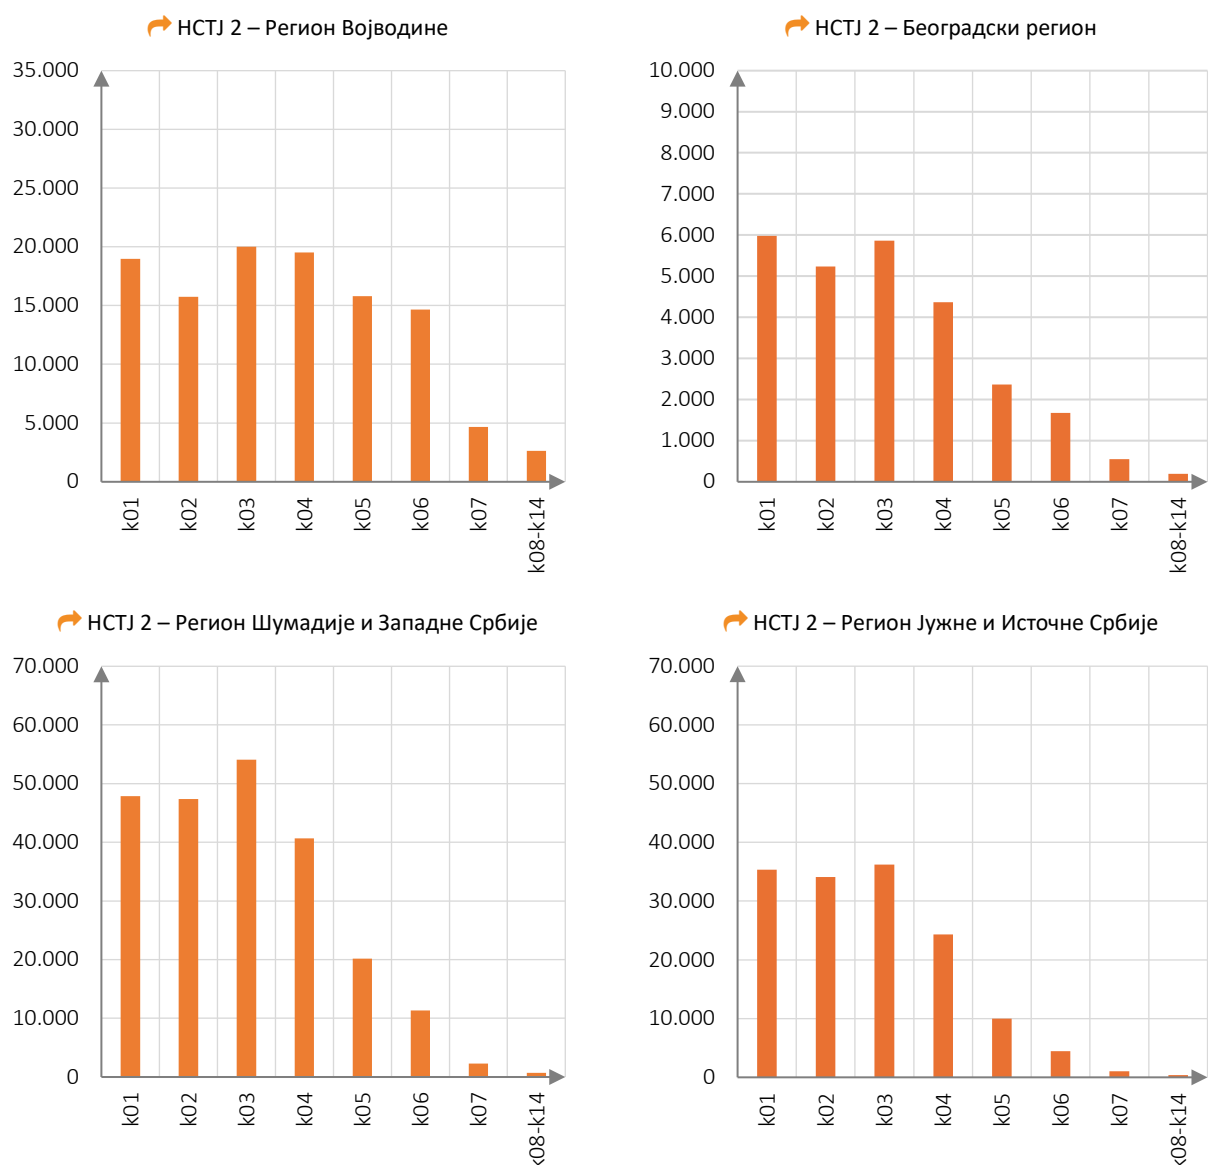 НСТЈ 2 – Регион Војводине
35.000
30.000
25.000
20.000
15.000
10.000
5.000
0
k01
k02
k03
k04
k05
k06
k07
k08-k14
НСТЈ 2 – Београдски регион
10.000
9.000
8.000
7.000
6.000
5.000
4.000
3.000
2.000
1.000
0
k01
k02
k03
k04
k05
k06
k07
k08-k14
НСТЈ 2 – Регион Шумадије и Западне Србије
70.000
60.000
50.000
40.000
30.000
20.000
10.000
0
k01
k02
k03
k04
k05
k06
k07
k08-k14
НСТЈ 2 – Регион Јужне и Источне Србије
70.000
60.000
50.000
40.000
30.000
20.000
10.000
0
k01
k02
k03
k04
k05
k06
k07
k08-k14